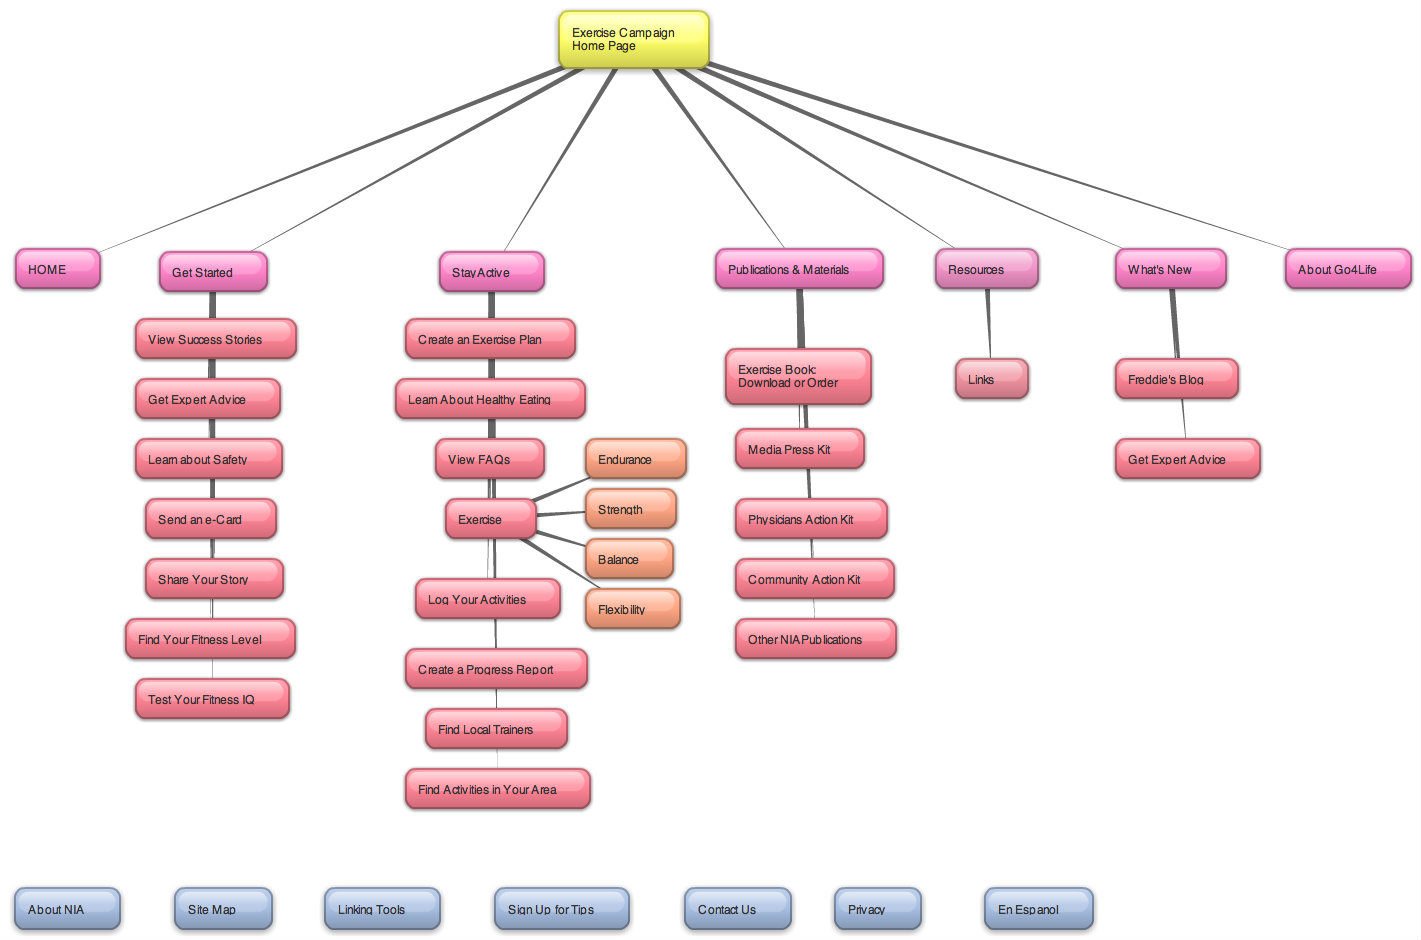 Exercise Campaign
Home Page
HOME
Get Started
Stay Active
Publications & Materials
Resources
What's New
About Go4Life
View Success Stories
Get Expert Advice
Learn about Safety
Send an e-Card
Share Your Story
Find Your Fitness Level
Test Your Fitness IQ
Create an Exercise Plan
Learn About Healthy Eating
View FAQs
Exercise
Endurance
Strength
Balance
Flexibility
Log Your Activities
Create a Progress Report
Find Local Trainers
Find Activities in Your Area
Exercise Book:
Download or Order
Media Press Kit
Physicians Action Kit
Community Action Kit
Other NIA Publications
Links
Freddie's Blog
Get Expert Advice
About NIA
Site Map
Linking Tools
Sign Up for Tips
Contact Us
Privacy
En Espanol